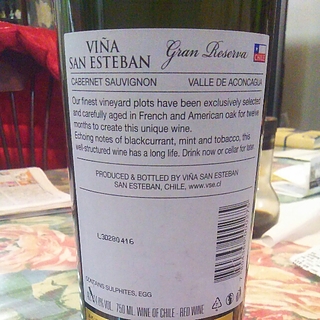 VIÑA
SAN ESTEBAN
Gran Reserva
CHILE
CABERNET SAUVIGNON VALLE DE ACONCAGUA
Our finest vineyard plots have been exclusively selected
and carefully aged in French and American oak for twelve
months to create this unique wine.
Echoing notes of blackcurrant, mint and tobacco, this
well-structured wine has a long life. Drink now or cellar for later.
PRODUCED & BOTTLED BY VIÑA SAN ESTEBAN
SAN ESTEBAN, CHILE, www.vse.cl
L30280416
CONTAINS SULPHITES, EGG
750 ML. WINE OF CHILE - RED WINE